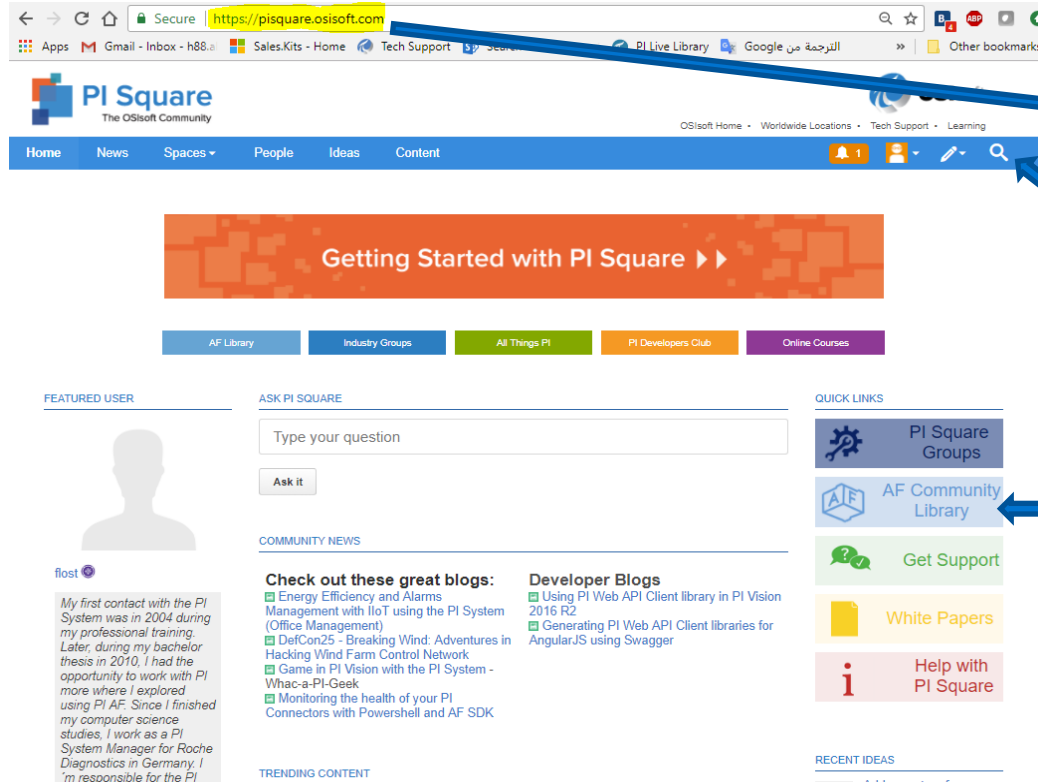 Secure https://pisquare.osisoft.com
Apps Gmail - Inbox - h88.a Sales.Kits - Home Tech Support PI Live Library الترجمة من Google » Other bookmarks
PI Square
The OSIsoft Community
OSIsoft Home • Worldwide Locations • Tech Support • Learning
Home News Spaces People Ideas Content 1
Getting Started with PI Square
AF Library Industry Groups All Things PI PI Developers Club Online Courses
FEATURED USER
flost
My first contact with the PI
System was in 2004 during
my professional training.
Later, during my bachelor
thesis in 2010, I had the
opportunity to work with PI
more where I explored
using PI AF. Since I finished
my computer science
studies, I work as a PI
System Manager for Roche
Diagnostics in Germany. I
´m responsible for the PI
ASK PI SQUARE
Type your question
Ask it
COMMUNITY NEWS
Check out these great blogs:
Energy Efficiency and Alarms
Management with IIoT using the PI System
(Office Management)
DefCon25 - Breaking Wind: Adventures in
Hacking Wind Farm Control Network
Game in PI Vision with the PI System -
Whac-a-PI-Geek
Monitoring the health of your PI
Connectors with Powershell and AF SDK
Developer Blogs
Using PI Web API Client library in PI Vision
2016 R2
Generating PI Web API Client libraries for
AngularJS using Swagger
TRENDING CONTENT
QUICK LINKS
PI Square
Groups
AF Community
Library
Get Support
White Papers
Help with
PI Square
RECENT IDEAS